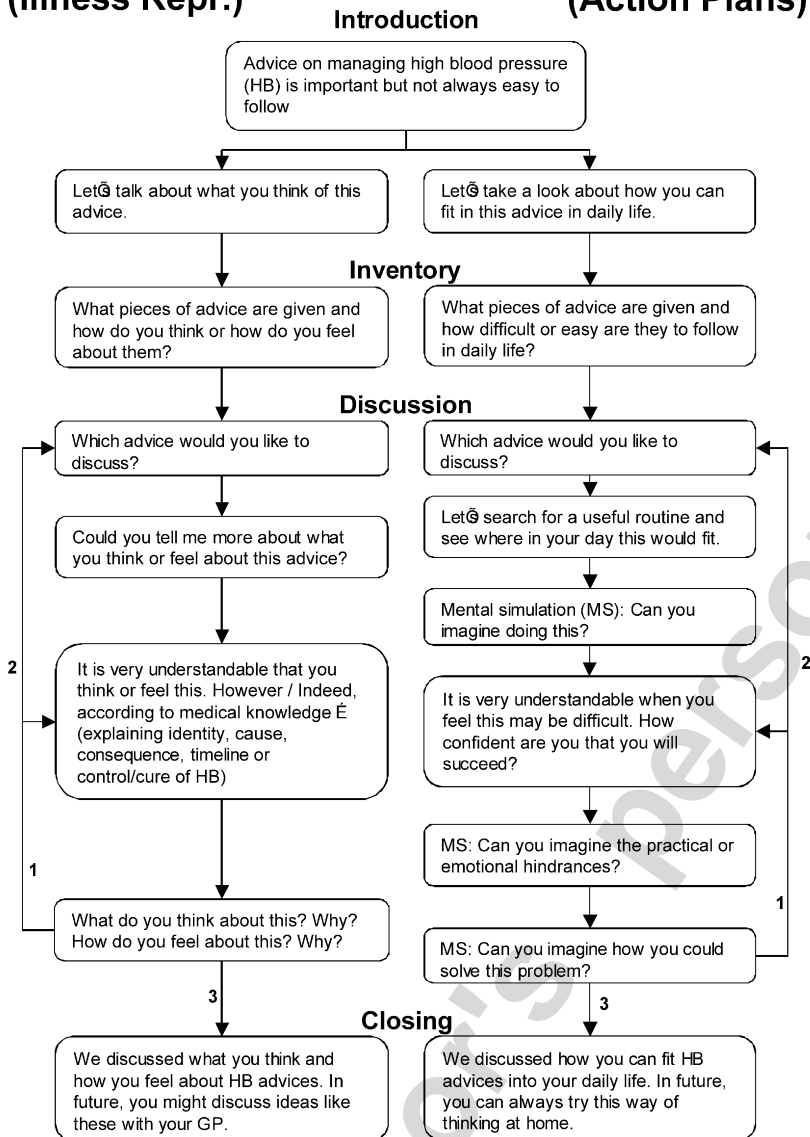 (Illness Repr.)
(Action Plans)
Introduction
Advice on managing high blood pressure
(HB) is important but not always easy to
follow
LetÕs talk about what you think of this
advice.
LetÕs take a look about how you can
fit in this advice in daily life.
Inventory
What pieces of advice are given and
how do you think or how do you feel
about them?
What pieces of advice are given and
how difficult or easy are they to follow
in daily life?
Discussion
Which advice would you like to
discuss?
Which advice would you like to
discuss?
Could you tell me more about what
you think or feel about this advice?
LetÕs search for a useful routine and
see where in your day this would fit.
Mental simulation (MS): Can you
imagine doing this?
2
It is very understandable that you
think or feel this. However / Indeed,
according to medical knowledge É
(explaining identity, cause,
consequence, timeline or
control/cure of HB)
2
It is very understandable when you
feel this may be difficult. How
confident are you that you will
succeed?
MS: Can you imagine the practical or
emotional hindrances?
1
1
What do you think about this? Why?
How do you feel about this? Why?
MS: Can you imagine how you could
solve this problem?
3
3
Closing
We discussed what you think and
how you feel about HB advices. In
future, you might discuss ideas like
these with your GP.
We discussed how you can fit HB
advices into your daily life. In future,
you can always try this way of
thinking at home.